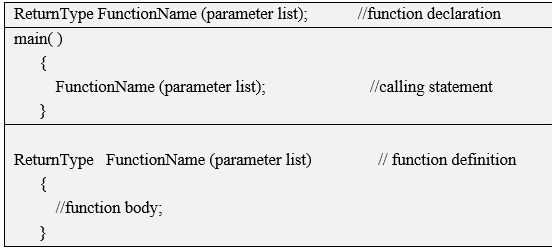 ReturnType FunctionName (parameter list); //function declaration
main( )
{
FunctionName (parameter list); //calling statement
}
ReturnType FunctionName (parameter list) // function definition
{
//function body;
}